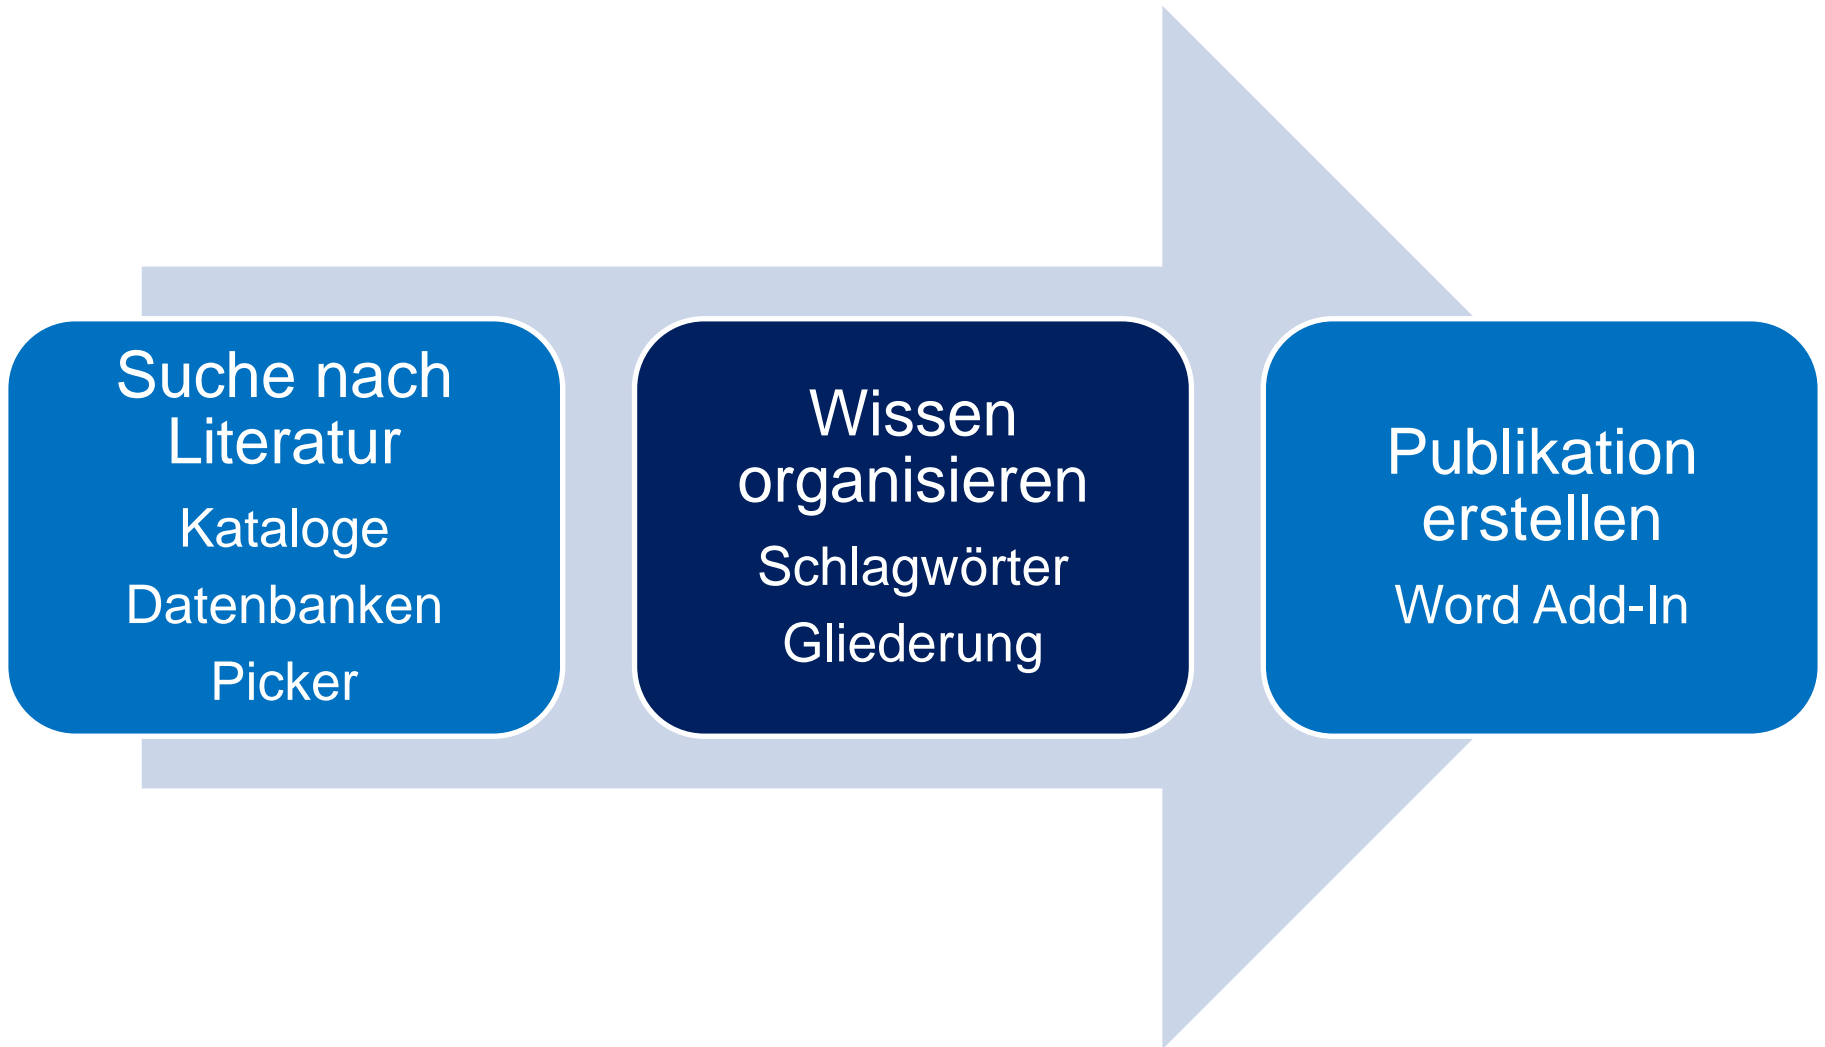 Suche nach
Literatur
Kataloge
Datenbanken
Picker
Wissen
organisieren
Schlagwörter
Gliederung
Publikation
erstellen
Word Add-In